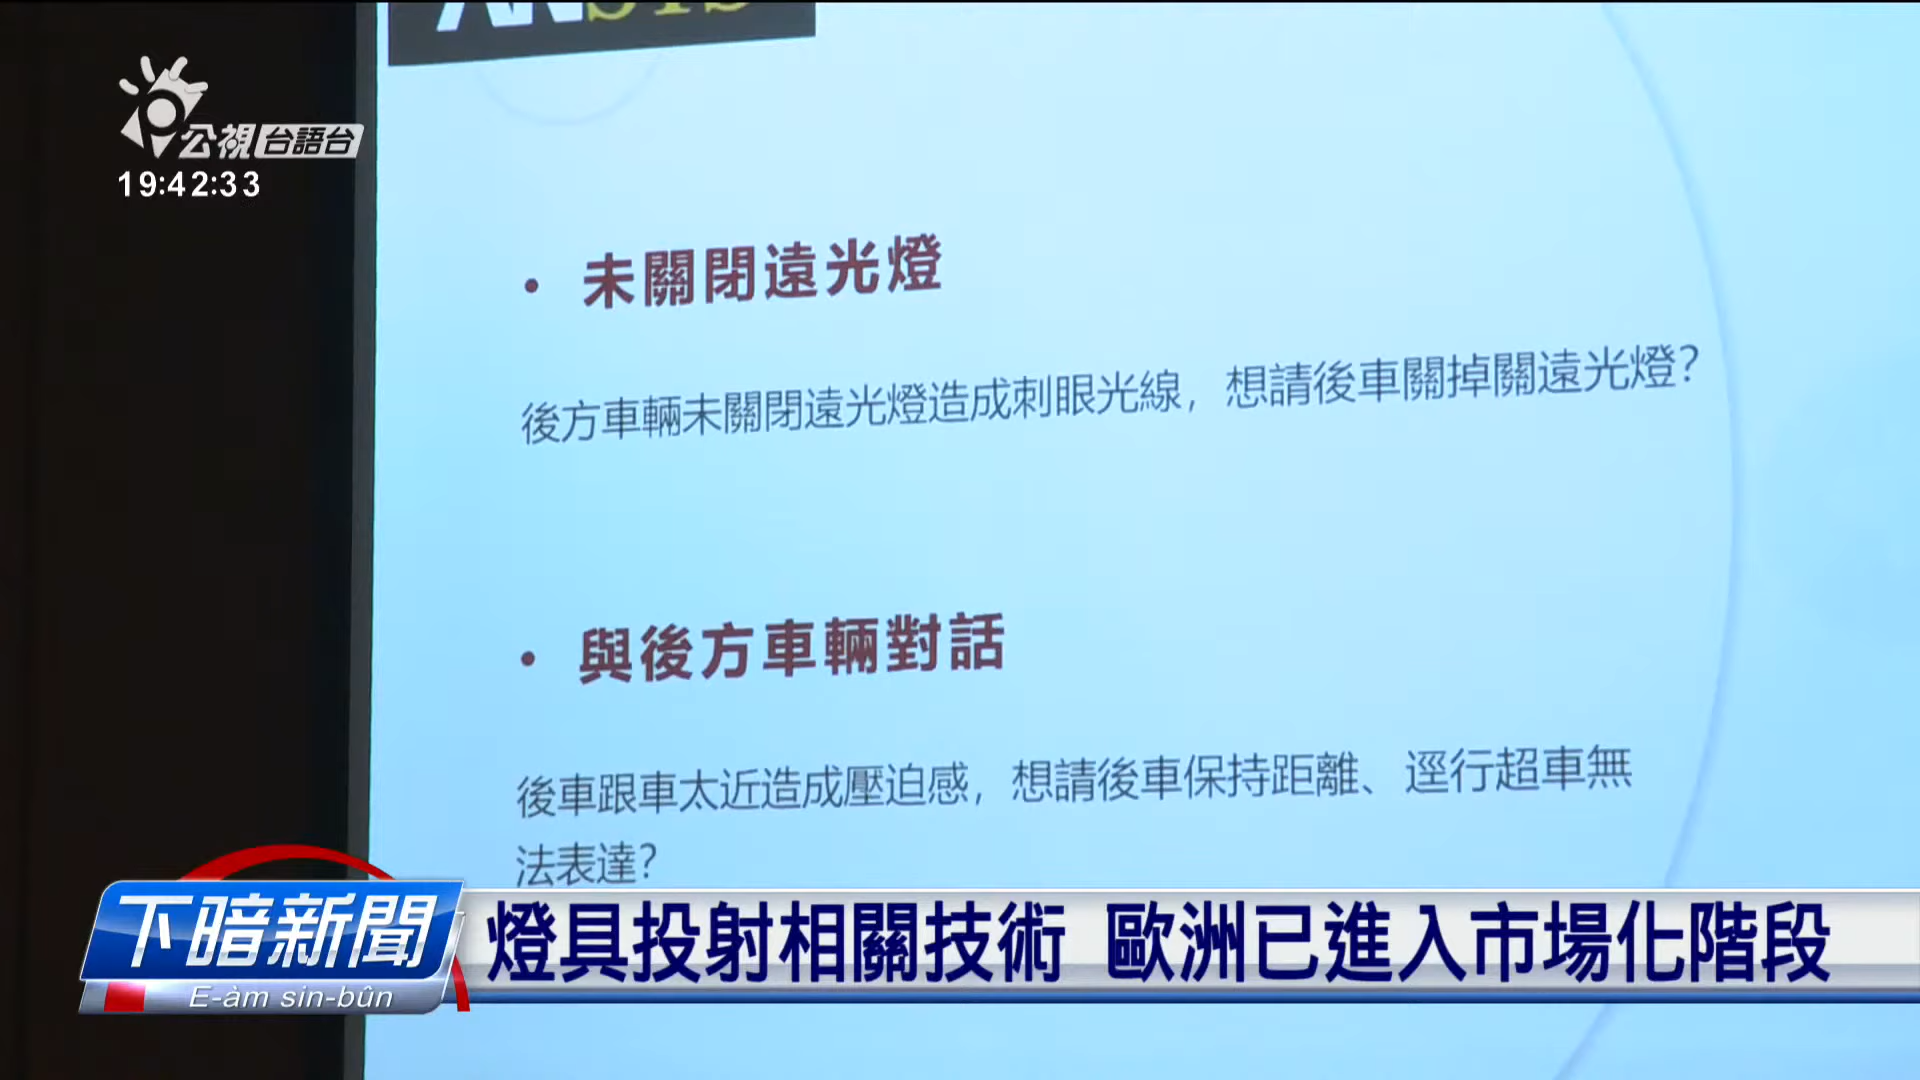 ANSYS
公視台語台
19:42:33
• 未關閉遠光燈
後方車輛未關閉遠光燈造成刺眼光線，想請後車關掉關遠光燈？
• 與後方車輛對話
後車跟車太近造成壓迫感，想請後車保持距離、逕行超車無
法表達？
下暗新聞
E-àm sin-bûn
燈具投射相關技術 歐洲已進入市場化階段